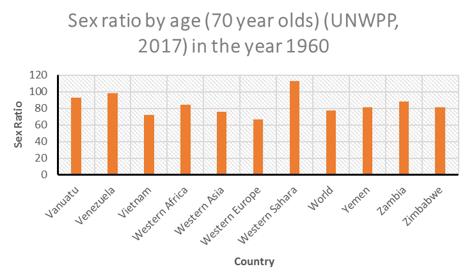 Sex ratio by age (70 year olds) (UNWPP,
2017) in the year 1960
120
100
80
60
40
20
0
Sex Ratio
Vanuatu
Venezuela
Vietnam
Western Africa
Western Asia
Western Europe
Western Sahara
World
Yemen
Zambia
Zimbabwe
Country